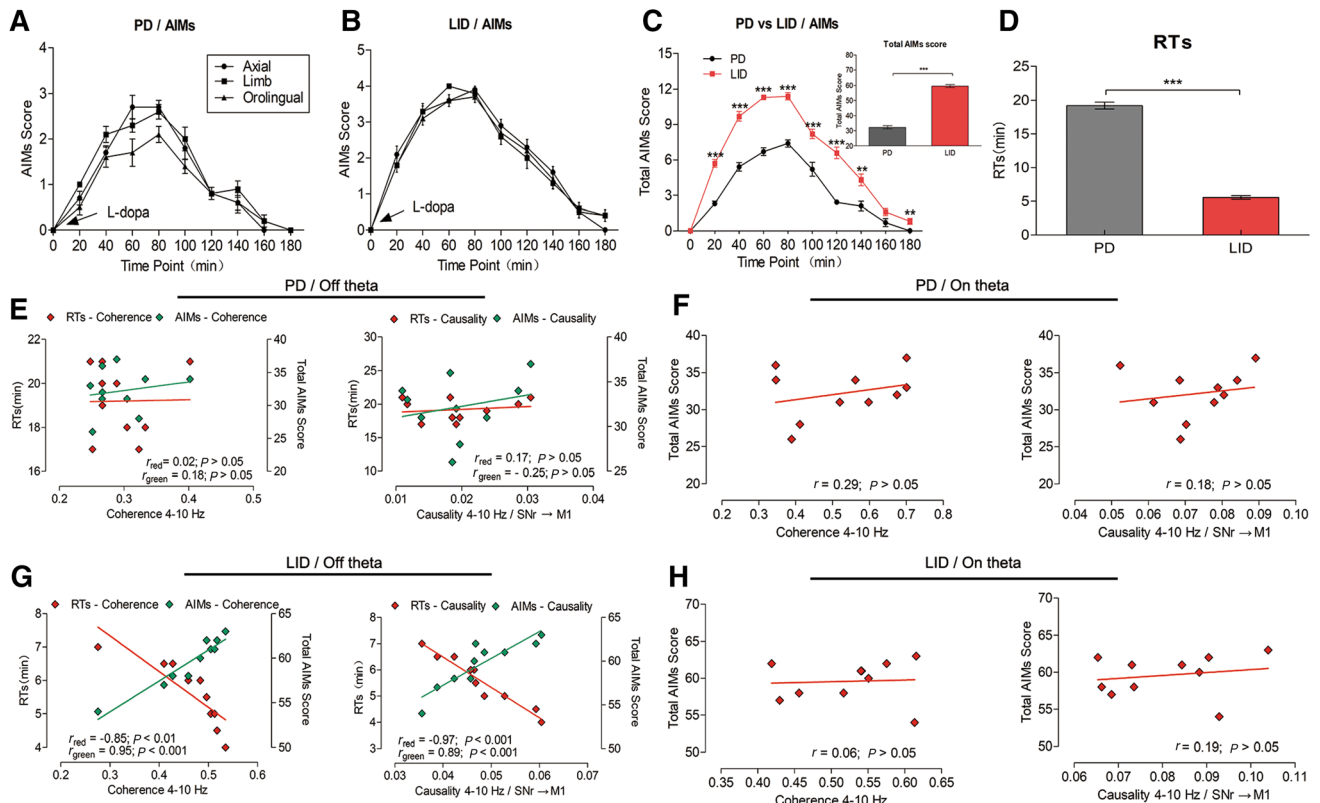 A
PD / AIMs
AIMs Score
4
3
2
1
0
Axial
Limb
Orolingual
L-dopa
0 20 40 60 80 100 120 140 160 180
Time Point (min)
B
LID / AIMs
AIMs Score
5
4
3
2
1
0
L-dopa
0 20 40 60 80 100 120 140 160 180
Time Point (min)
C
PD vs LID / AIMs
Total AIMs Score
15
12
9
6
3
0
PD
LID
*** *** *** *** *** *** ** **
0 20 40 60 80 100 120 140 160 180
Time Point (min)
Total AIMs score
Total AIMs Score
80
70
60
50
40
30
20
***
PD LID
D
RTs
RTs(min)
25
20
15
10
5
0
***
PD LID
E
PD / Off theta
RTs - Coherence AIMs - Coherence
RTs(min)
22
20
18
16
40
35
30
25
20
Total AIMs Score
r red = 0.02; P > 0.05
r green = 0.18; P > 0.05
0.2 0.3 0.4 0.5
Coherence 4-10 Hz
RTs - Causality AIMs - Causality
RTs(min)
30
25
20
15
10
40
35
30
25
Total AIMs Score
r red = 0.17; P > 0.05
r green = - 0.25; P > 0.05
0.01 0.02 0.03 0.04
Causality 4-10 Hz / SNr → M1
F
PD / On theta
Total AIMs Score
40
35
30
25
20
r = 0.29; P > 0.05
0.2 0.3 0.4 0.5 0.6 0.7 0.8
Coherence 4-10 Hz
Total AIMs Score
40
35
30
25
20
r = 0.18; P > 0.05
0.04 0.05 0.06 0.07 0.08 0.09 0.10
Causality 4-10 Hz / SNr → M1
G
LID / Off theta
RTs - Coherence AIMs - Coherence
RTs(min)
8
7
6
5
4
65
60
55
50
Total AIMs Score
r red = -0.85; P < 0.01
r green = 0.95; P < 0.001
0.2 0.3 0.4 0.5 0.6
Coherence 4-10 Hz
RTs - Causality AIMs - Causality
RTs(min)
8
7
6
5
4
3
65
60
55
50
Total AIMs Score
r red = -0.97; P < 0.001
r green = 0.89; P < 0.001
0.03 0.04 0.05 0.06 0.07
Causality 4-10 Hz / SNr → M1
H
LID / On theta
Total AIMs Score
70
65
60
55
50
r = 0.06; P > 0.05
0.35 0.40 0.45 0.50 0.55 0.60 0.65
Coherence 4-10 Hz
Total AIMs Score
70
65
60
55
50
r = 0.19; P > 0.05
0.06 0.07 0.08 0.09 0.10 0.11
Causality 4-10 Hz / SNr → M1